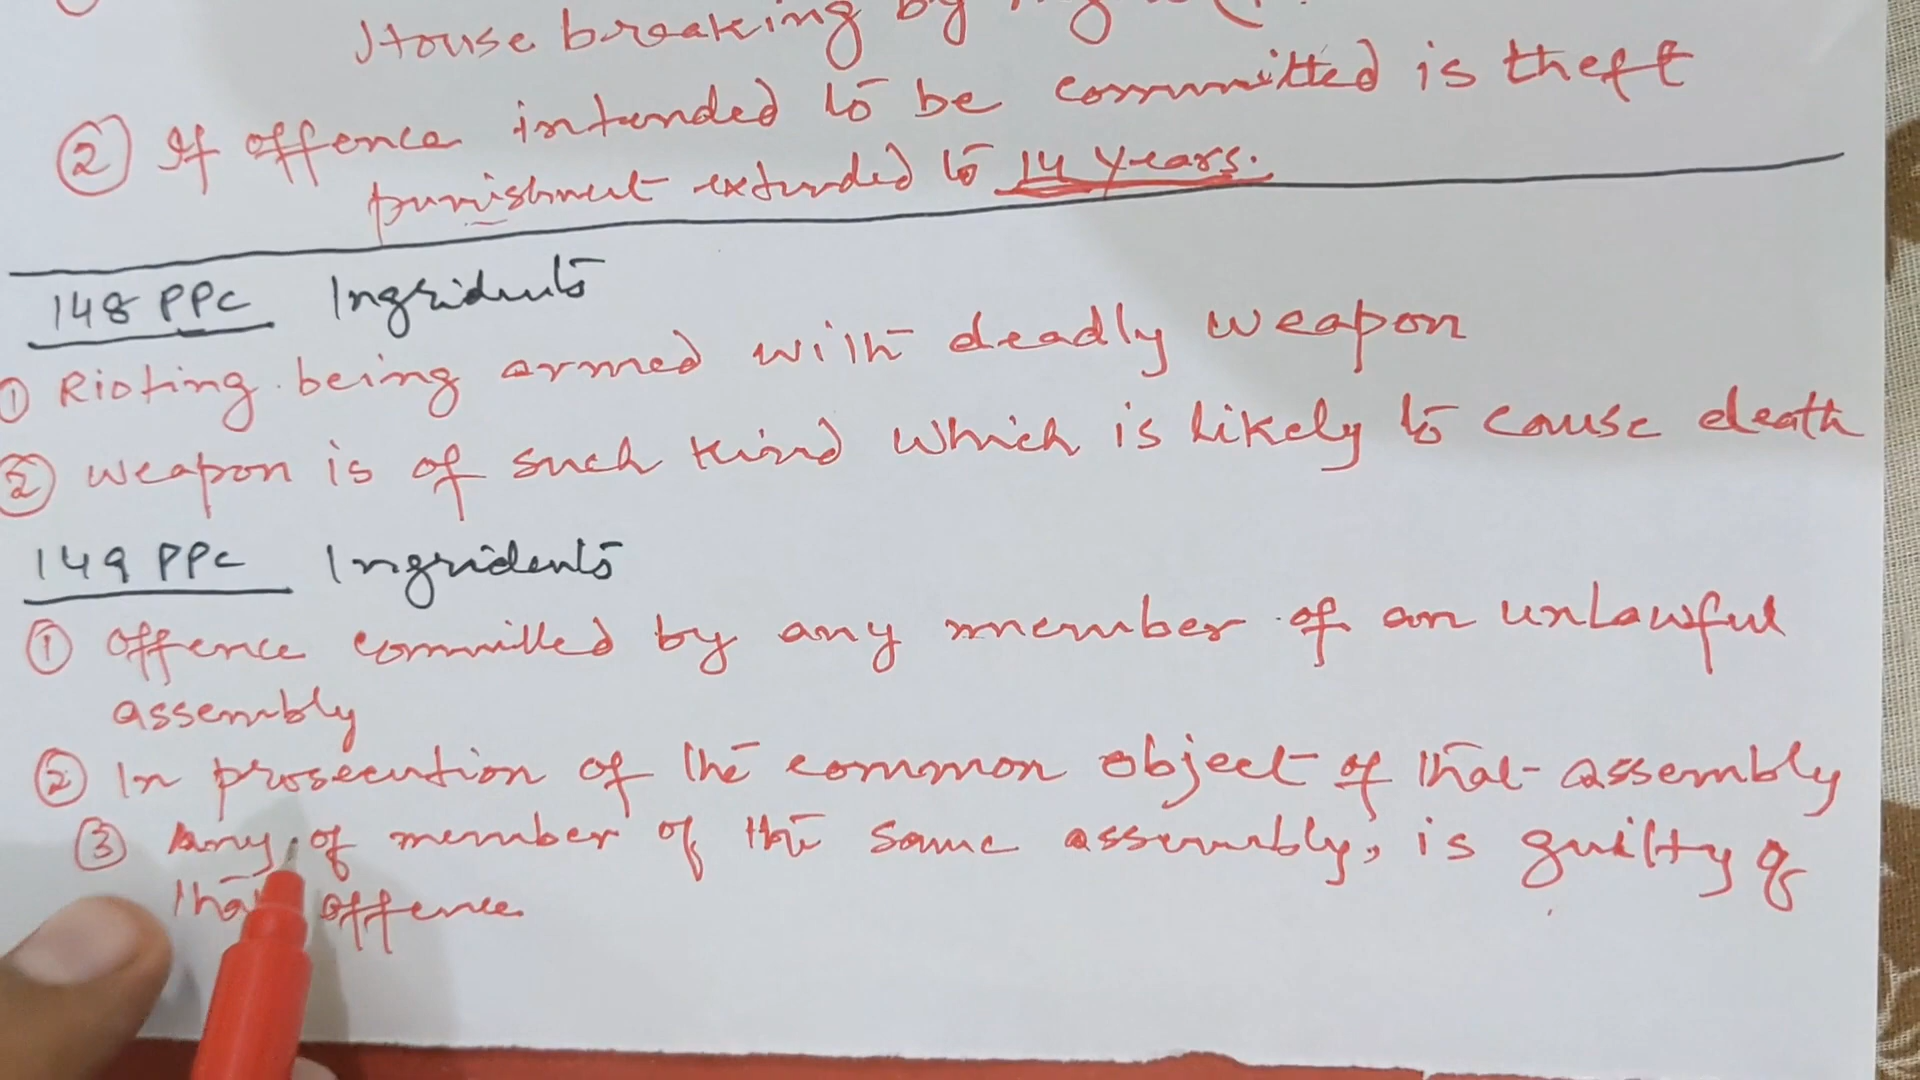 House breaking by
② If offence intended to be committed is theft
punishment extended to 14 years.
148 PPC Ingridents
① Rioting being armed with deadly weapon
② weapon is of such kind which is likely to cause death
149 PPC Ingridents
① offence committed by any member of an unlawful
assembly
② In prosecution of the common object of that assembly
③ Any of member of the same assembly, is guilty of
that offence